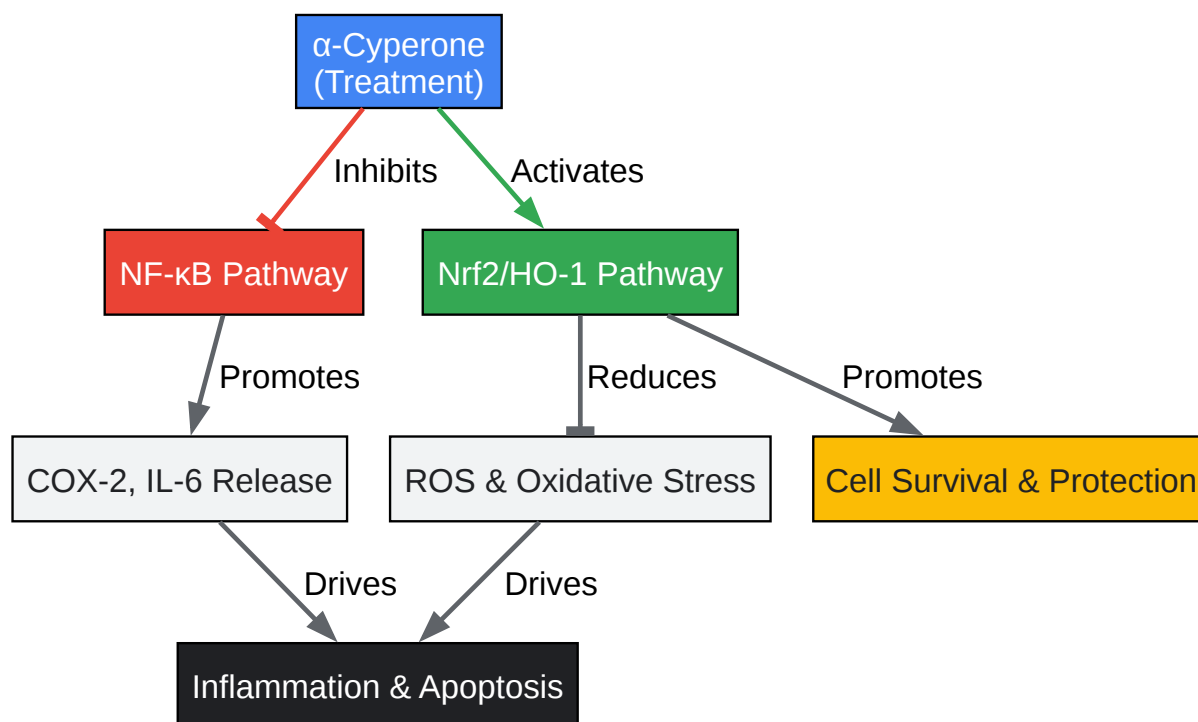 α-Cyperone
(Treatment)
Inhibits
Activates
NF-κB Pathway
Nrf2/HO-1 Pathway
Promotes
Reduces
Promotes
COX-2, IL-6 Release
ROS & Oxidative Stress
Cell Survival & Protection
Drives
Drives
Inflammation & Apoptosis